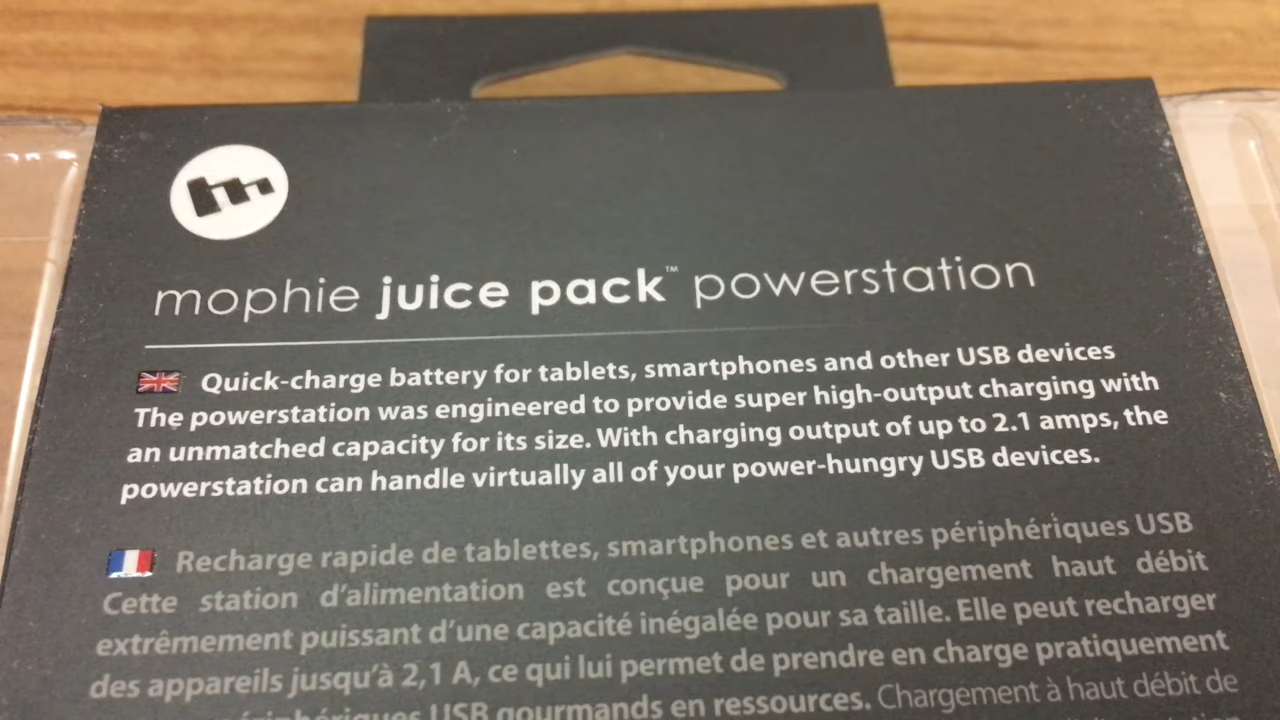 mophie juice pack™ powerstation
Quick-charge battery for tablets, smartphones and other USB devices
The powerstation was engineered to provide super high-output charging with
an unmatched capacity for its size. With charging output of up to 2.1 amps, the
powerstation can handle virtually all of your power-hungry USB devices.
Recharge rapide de tablettes, smartphones et autres périphériques USB
Cette station d'alimentation est conçue pour un chargement haut débit
extrêmement puissant d'une capacité inégalée pour sa taille. Elle peut recharger
des appareils jusqu'à 2,1 A, ce qui lui permet de prendre en charge pratiquement
périphériques USB gourmands en ressources. Chargement à haut débit de